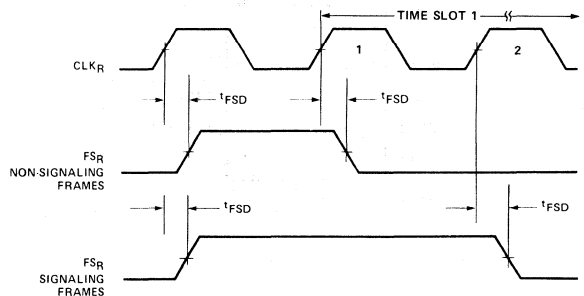 TIME SLOT 1
CLKR
1
2
tFSD
tFSD
FSR
NON-SIGNALING
FRAMES
tFSD
tFSD
FSR
SIGNALING
FRAMES